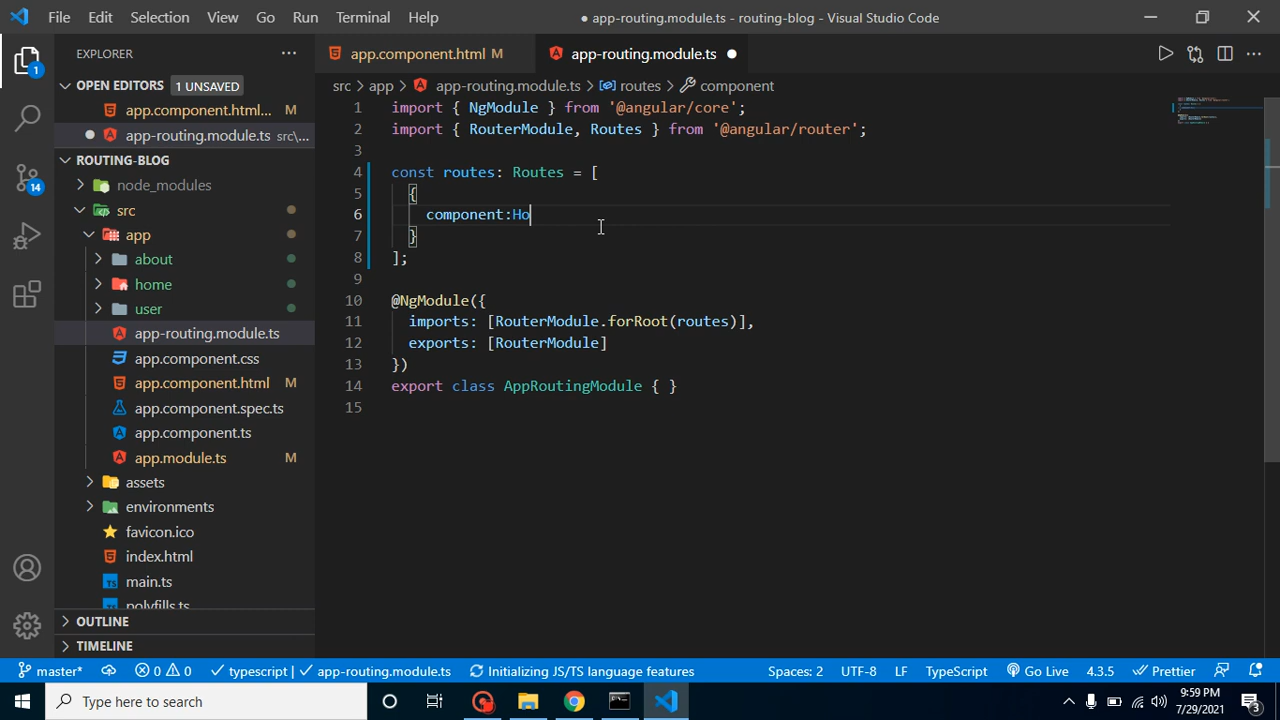 File Edit Selection View Go Run Terminal Help ● app-routing.module.ts - routing-blog - Visual Studio Code
EXPLORER ···
app.component.html M
app-routing.module.ts ●
1
OPEN EDITORS 1 UNSAVED
app.component.html... M
● app-routing.module.ts src\...
ROUTING-BLOG
node_modules
src
app
about
home
user
app-routing.module.ts
app.component.css
app.component.html M
app.component.spec.ts
app.component.ts
app.module.ts M
assets
environments
favicon.ico
index.html
main.ts
polyfills.ts
OUTLINE
TIMELINE
14
src > app > app-routing.module.ts > routes > component
1 import { NgModule } from '@angular/core';
2 import { RouterModule, Routes } from '@angular/router';
3
4 const routes: Routes = [
5 {
6 component:Ho
7 }
8 ];
9
10 @NgModule({
11 imports: [RouterModule.forRoot(routes)],
12 exports: [RouterModule]
13 })
14 export class AppRoutingModule { }
15
master* 0 0 typescript | app-routing.module.ts Initializing JS/TS language features Spaces: 2 UTF-8 LF TypeScript Go Live 4.3.5 Prettier
Type here to search
9:59 PM
7/29/2021
3